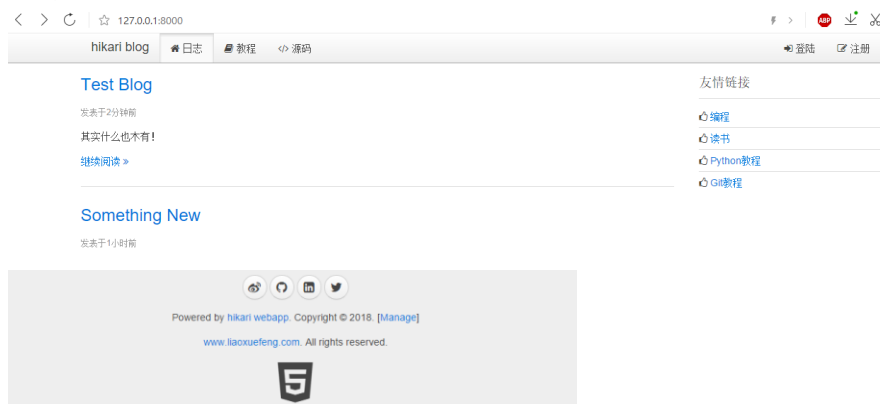 127.0.0.1:8000
ABP
hikari blog 日志 教程 </> 源码 登陆 注册
Test Blog
发表于2分钟前
其实什么也木有！
继续阅读 »
Something New
发表于1小时前
友情链接
编程
读书
Python教程
Git教程
Powered by hikari webapp. Copyright © 2018. [Manage]
www.liaoxuefeng.com. All rights reserved.
5